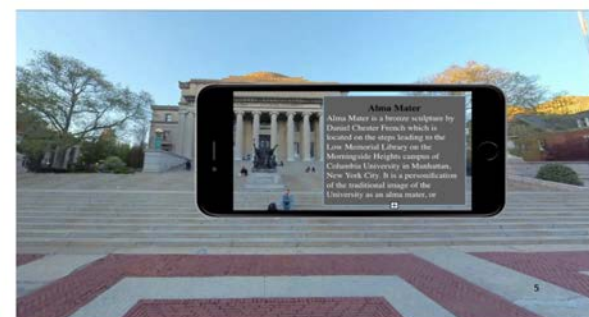 Alma Mater
Alma Mater is a bronze sculpture by
Daniel Chester French which is
located on the steps leading to the
Low Memorial Library on the
Morningside Heights campus of
Columbia University in Manhattan,
New York City. It is a personification
of the traditional image of the
University as an alma mater, or
5